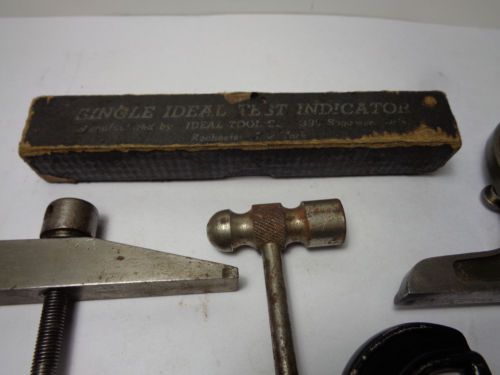 SINGLE IDEAL TEST INDICATOR
Manufactured by IDEAL TOOL Co
Rochester